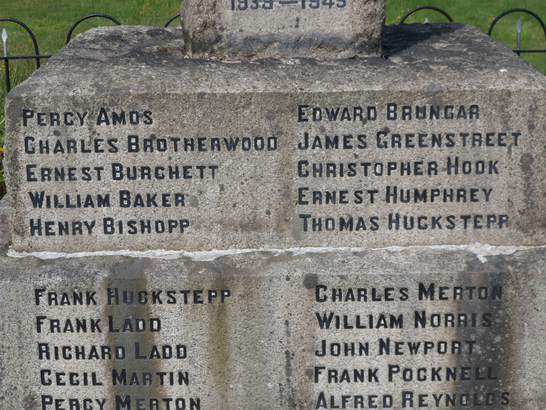 1939–1945
Percy Amos
Charles Brotherwood
Ernest Burchett
William Baker
Henry Bishopp
Edward Brungar
James Greenstreet
Christopher Hook
Ernest Humphrey
Thomas Huckstepp
Frank Huckstepp
Frank Ladd
Richard Ladd
Cecil Martin
Percy Merton
Charles Merton
William Norris
John Newport
Frank Pocknell
Alfred Reynolds